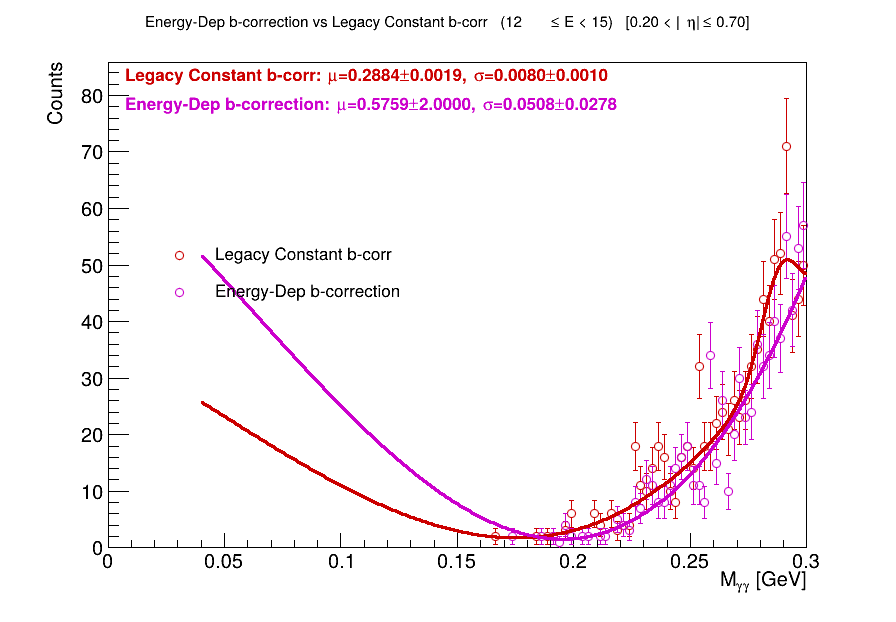 Energy-Dep b-correction vs Legacy Constant b-corr (12 ≤ E < 15) [0.20 < | η| ≤ 0.70]
Legacy Constant b-corr: μ=0.2884±0.0019, σ=0.0080±0.0010
Energy-Dep b-correction: μ=0.5759±2.0000, σ=0.0508±0.0278
Counts
80
70
60
50
40
30
20
10
0
Legacy Constant b-corr
Energy-Dep b-correction
0 0.05 0.1 0.15 0.2 0.25 0.3
Mγγ [GeV]